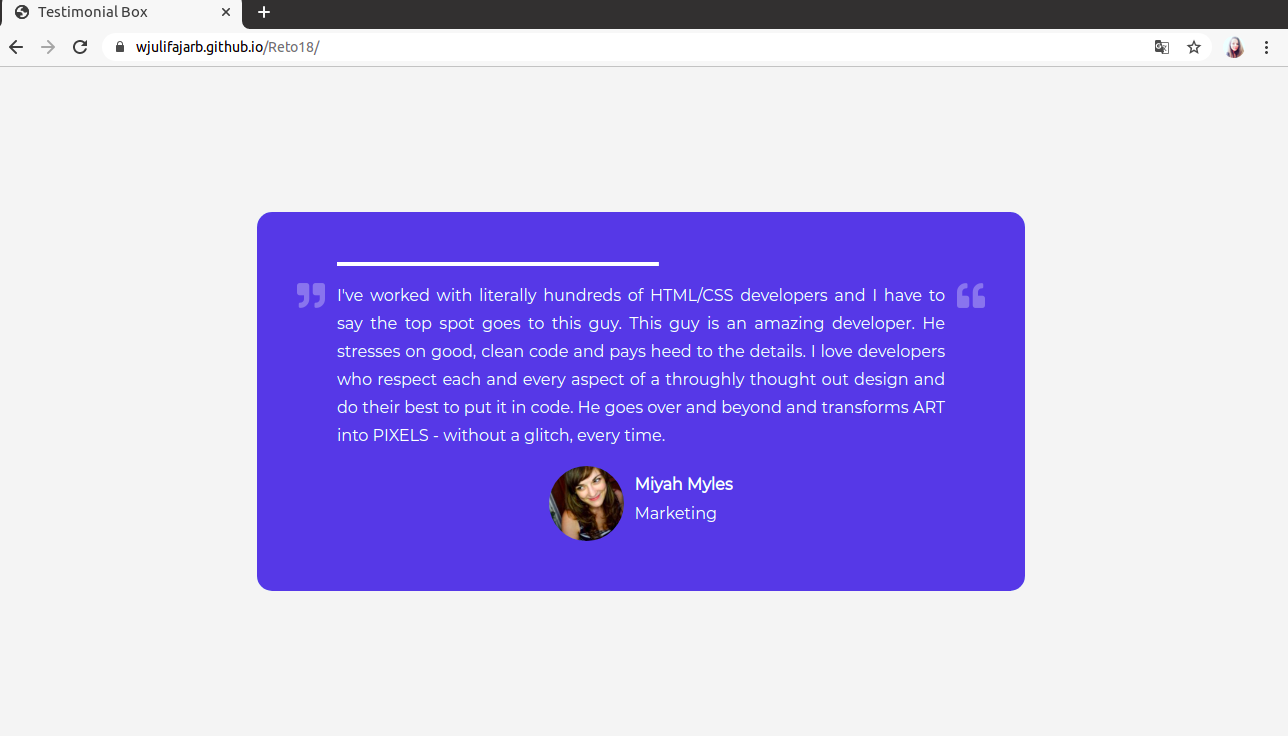 Testimonial Box
wjulifajarb.github.io/Reto18/
I've worked with literally hundreds of HTML/CSS developers and I have to
say the top spot goes to this guy. This guy is an amazing developer. He
stresses on good, clean code and pays heed to the details. I love developers
who respect each and every aspect of a throughly thought out design and
do their best to put it in code. He goes over and beyond and transforms ART
into PIXELS - without a glitch, every time.
Miyah Myles
Marketing